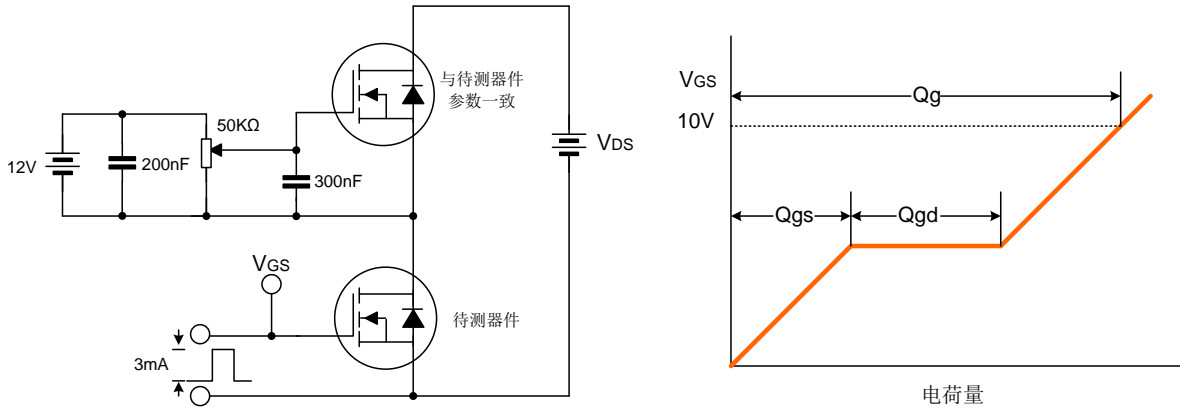 与待测器件
参数一致
50KΩ
12V
200nF
300nF
VDS
VGS
待测器件
3mA
VGS
10V
Qg
Qgs
Qgd
电荷量